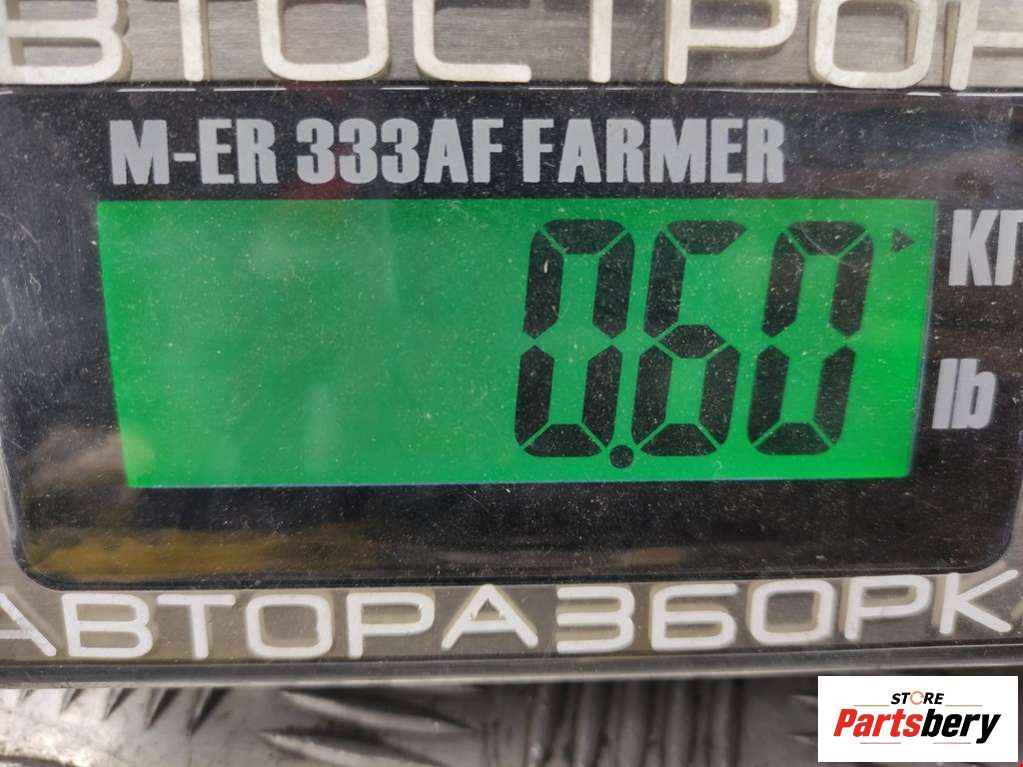 ВТОСТРОН
M-ER 333AF FARMER
0.60
КГ
lb
АВТОРАЗБОРКА
STORE
Partsbery